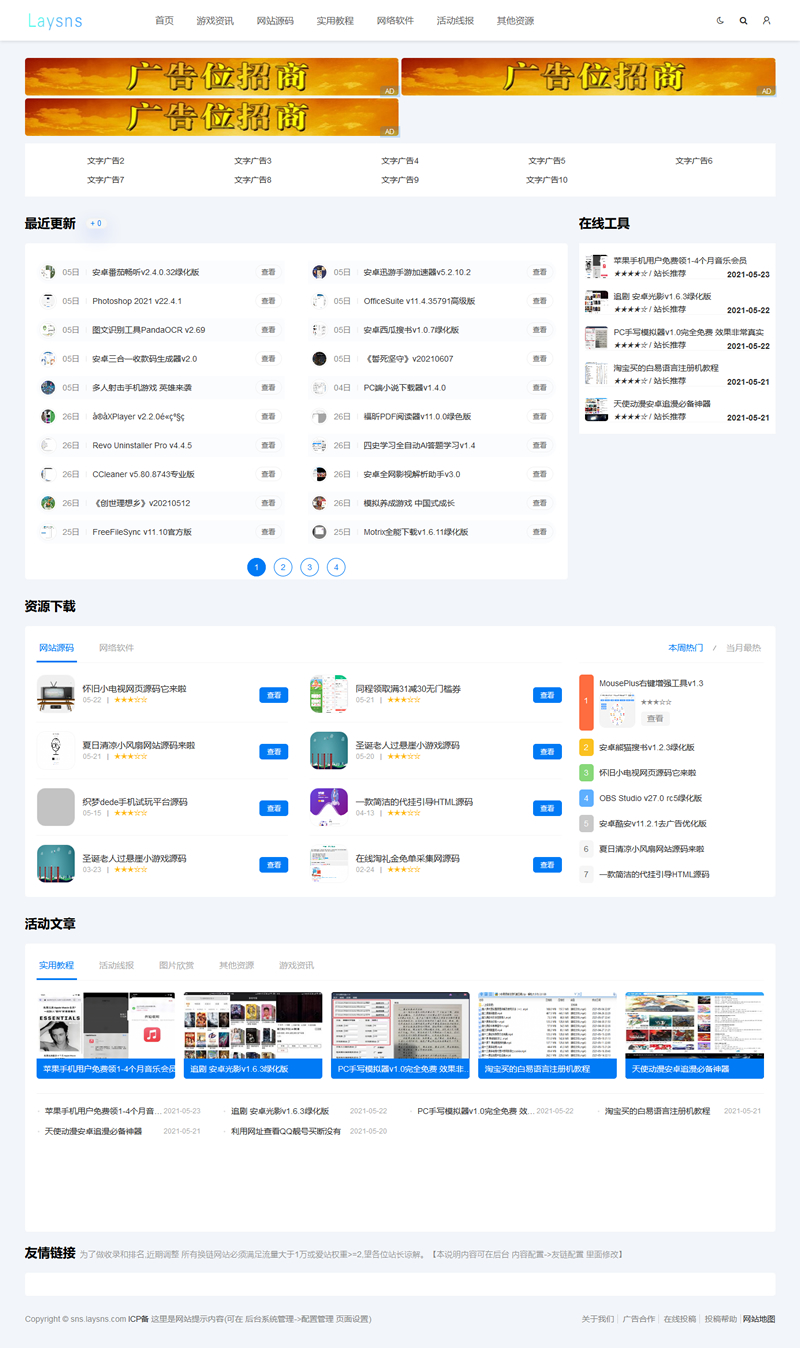 Laysns 首页 游戏资讯 网站源码 实用教程 网络软件 活动线报 其他资源
广告位招商 AD 广告位招商 AD
广告位招商 AD
文字广告2 文字广告3 文字广告4 文字广告5 文字广告6
文字广告7 文字广告8 文字广告9 文字广告10
最近更新 + 0
05日 安卓番茄畅听v2.4.0.32绿化版 查看 05日 安卓迅游手游加速器v5.2.10.2 查看
05日 Photoshop 2021 v22.4.1 查看 05日 OfficeSuite v11.4.35791高级版 查看
05日 图文识别工具PandaOCR v2.69 查看 05日 安卓西瓜搜书v1.0.7绿化版 查看
05日 安卓三合一收款码生成器v2.0 查看 05日 《誓死坚守》v20210607 查看
05日 多人射击手机游戏 英雄来袭 查看 04日 PC端小说下载器v1.4.0 查看
26日 å®åXPlayer v2.2.0é«çº§ç 查看 26日 福昕PDF阅读器v11.0.0绿色版 查看
26日 Revo Uninstaller Pro v4.4.5 查看 26日 四史学习全自动AI答题学习v1.4 查看
26日 CCleaner v5.80.8743专业版 查看 26日 安卓全网影视解析助手v3.0 查看
26日 《创世理想乡》v20210512 查看 26日 模拟养成游戏 中国式成长 查看
25日 FreeFileSync v11.10官方版 查看 25日 Motrix全能下载v1.6.11绿化版 查看
1 2 3 4
在线工具
苹果手机用户免费领1-4个月音乐会员
★★★★☆ / 站长推荐 2021-05-23
追剧 安卓光影v1.6.3绿化版
★★★★☆ / 站长推荐 2021-05-22
PC手写模拟器v1.0完全免费 效果非常真实
★★★★☆ / 站长推荐 2021-05-22
淘宝买的白易语言注册机教程
★★★★☆ / 站长推荐 2021-05-21
天使动漫安卓追漫必备神器
★★★★☆ / 站长推荐 2021-05-21
资源下载
网站源码 网络软件 本周热门 / 当月最热
怀旧小电视网页源码它来啦 查看 同程领取满31减30无门槛券 查看
05-22 | ★★★☆☆ 05-21 | ★★★☆☆
夏日清凉小风扇网站源码来啦 查看 圣诞老人过悬崖小游戏源码 查看
05-21 | ★★★☆☆ 05-20 | ★★★☆☆
织梦dede手机试玩平台源码 查看 一款简洁的代挂引导HTML源码 查看
05-15 | ★★★☆☆ 04-13 | ★★★☆☆
圣诞老人过悬崖小游戏源码 查看 在线淘礼金免单采集网源码 查看
03-23 | ★★★☆☆ 02-24 | ★★★☆☆
1 MousePlus右键增强工具v1.3
★★★☆☆
查看
2 安卓熊猫搜书v1.2.3绿化版
3 怀旧小电视网页源码它来啦
4 OBS Studio v27.0 rc5绿化版
5 安卓酷安v11.2.1去广告优化版
6 夏日清凉小风扇网站源码来啦
7 一款简洁的代挂引导HTML源码
活动文章
实用教程 活动线报 图片欣赏 其他资源 游戏资讯
ESSENTIALS
苹果手机用户免费领1-4个月音乐会员 追剧 安卓光影v1.6.3绿化版 PC手写模拟器v1.0完全免费 效果非... 淘宝买的白易语言注册机教程 天使动漫安卓追漫必备神器
苹果手机用户免费领1-4个月音... 2021-05-23 追剧 安卓光影v1.6.3绿化版 2021-05-22 PC手写模拟器v1.0完全免费 效... 2021-05-22 淘宝买的白易语言注册机教程 2021-05-21
天使动漫安卓追漫必备神器 2021-05-21 利用网址查看QQ靓号买断没有 2021-05-20
友情链接 为了做收录和排名,近期调整 所有换链网站必须满足流量大于1万或爱站权重>=2,望各位站长谅解。【本说明内容可在后台 内容配置->友链配置 里面修改】
Copyright © sns.laysns.com ICP备 这里是网站提示内容(可在 后台系统管理->配置管理 页面设置) 关于我们 | 广告合作 | 在线投稿 | 投稿帮助 | 网站地图